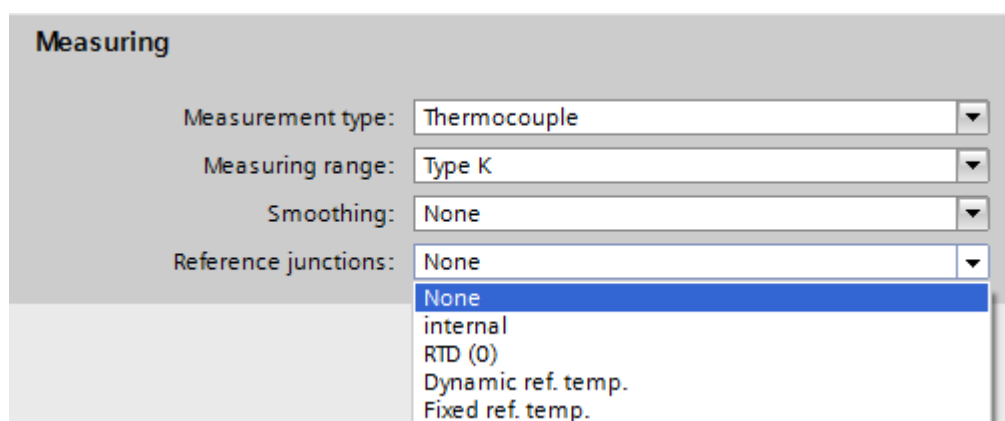 Measuring
Measurement type: Thermocouple
Measuring range: Type K
Smoothing: None
Reference junctions: None
None
internal
RTD (0)
Dynamic ref. temp.
Fixed ref. temp.